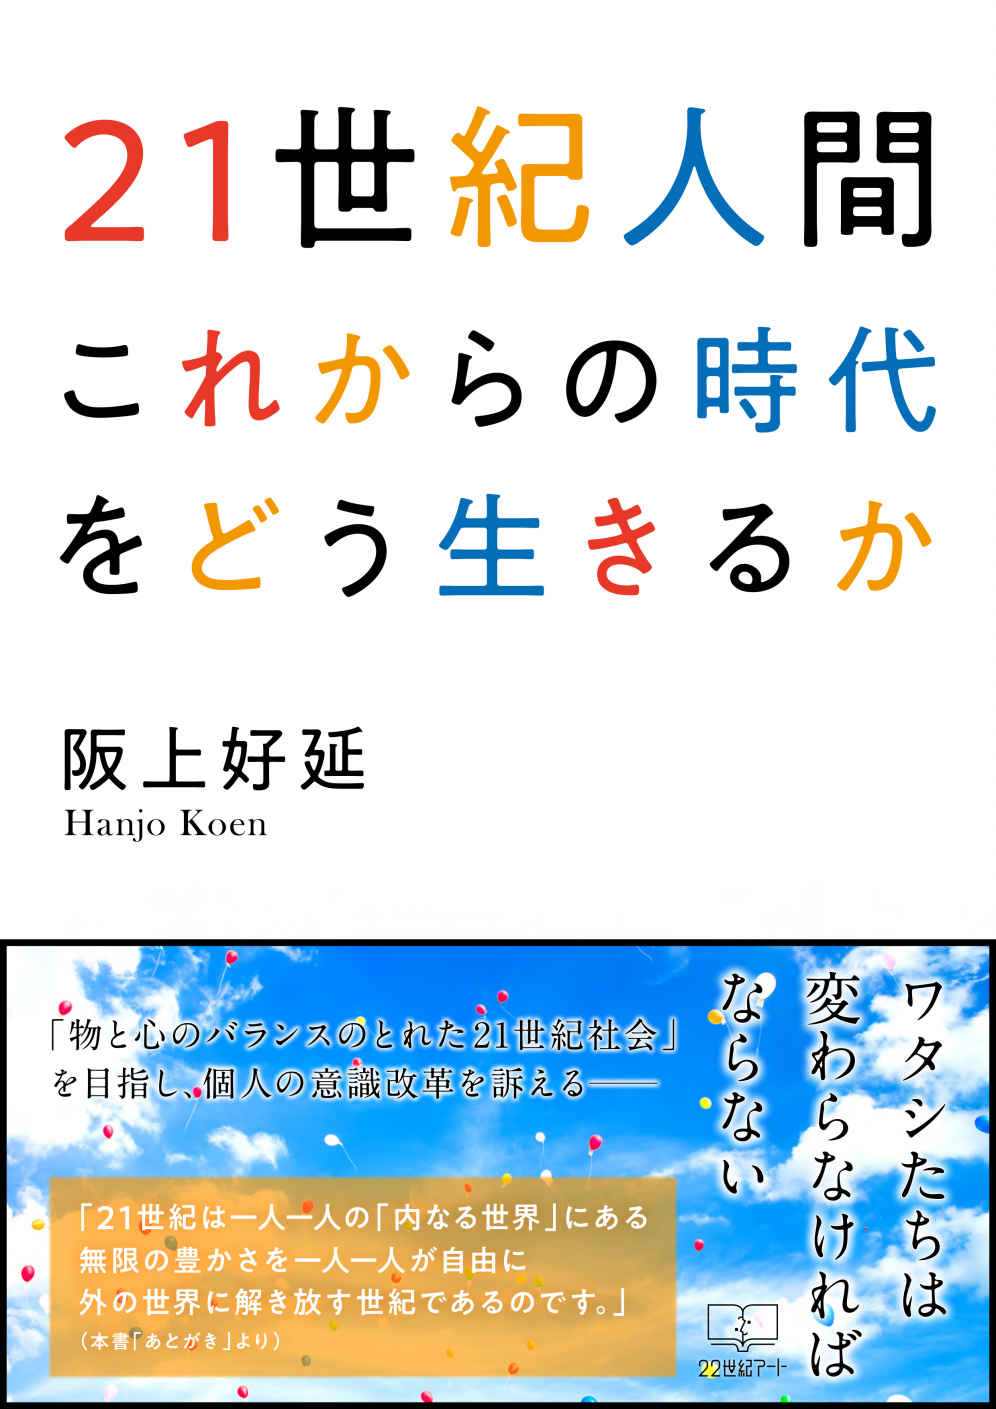 21世紀人間
これからの時代
をどう生きるか
阪上好延
Hanjo Koen
ワタシたちは
変わらなければ
ならない
「物と心のバランスのとれた21世紀社会」
を目指し、個人の意識改革を訴える――
「21世紀は一人一人の「内なる世界」にある
無限の豊かさを一人一人が自由に
外の世界に解き放す世紀であるのです。」
（本書「あとがき」より）
22世紀アート